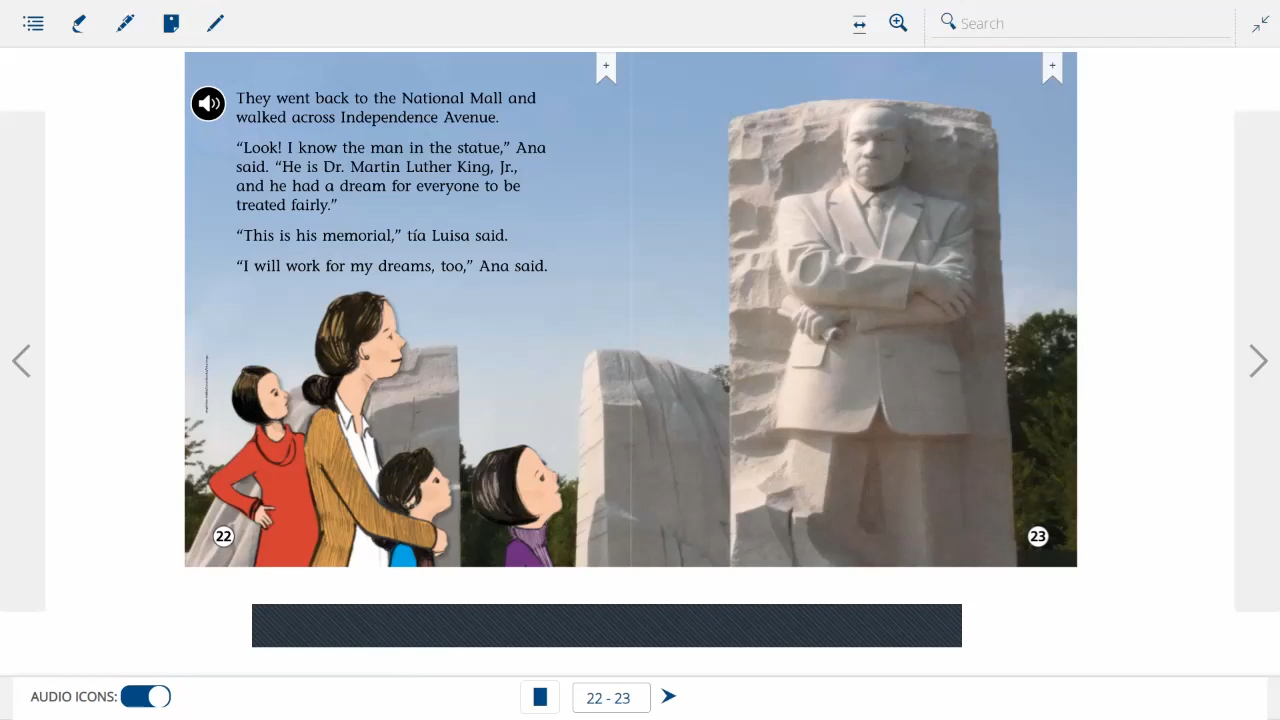 Search
+
+
They went back to the National Mall and
walked across Independence Avenue.
“Look! I know the man in the statue,” Ana
said. “He is Dr. Martin Luther King, Jr.,
and he had a dream for everyone to be
treated fairly.”
“This is his memorial,” tía Luisa said.
“I will work for my dreams, too,” Ana said.
22
23
AUDIO ICONS:
22 - 23